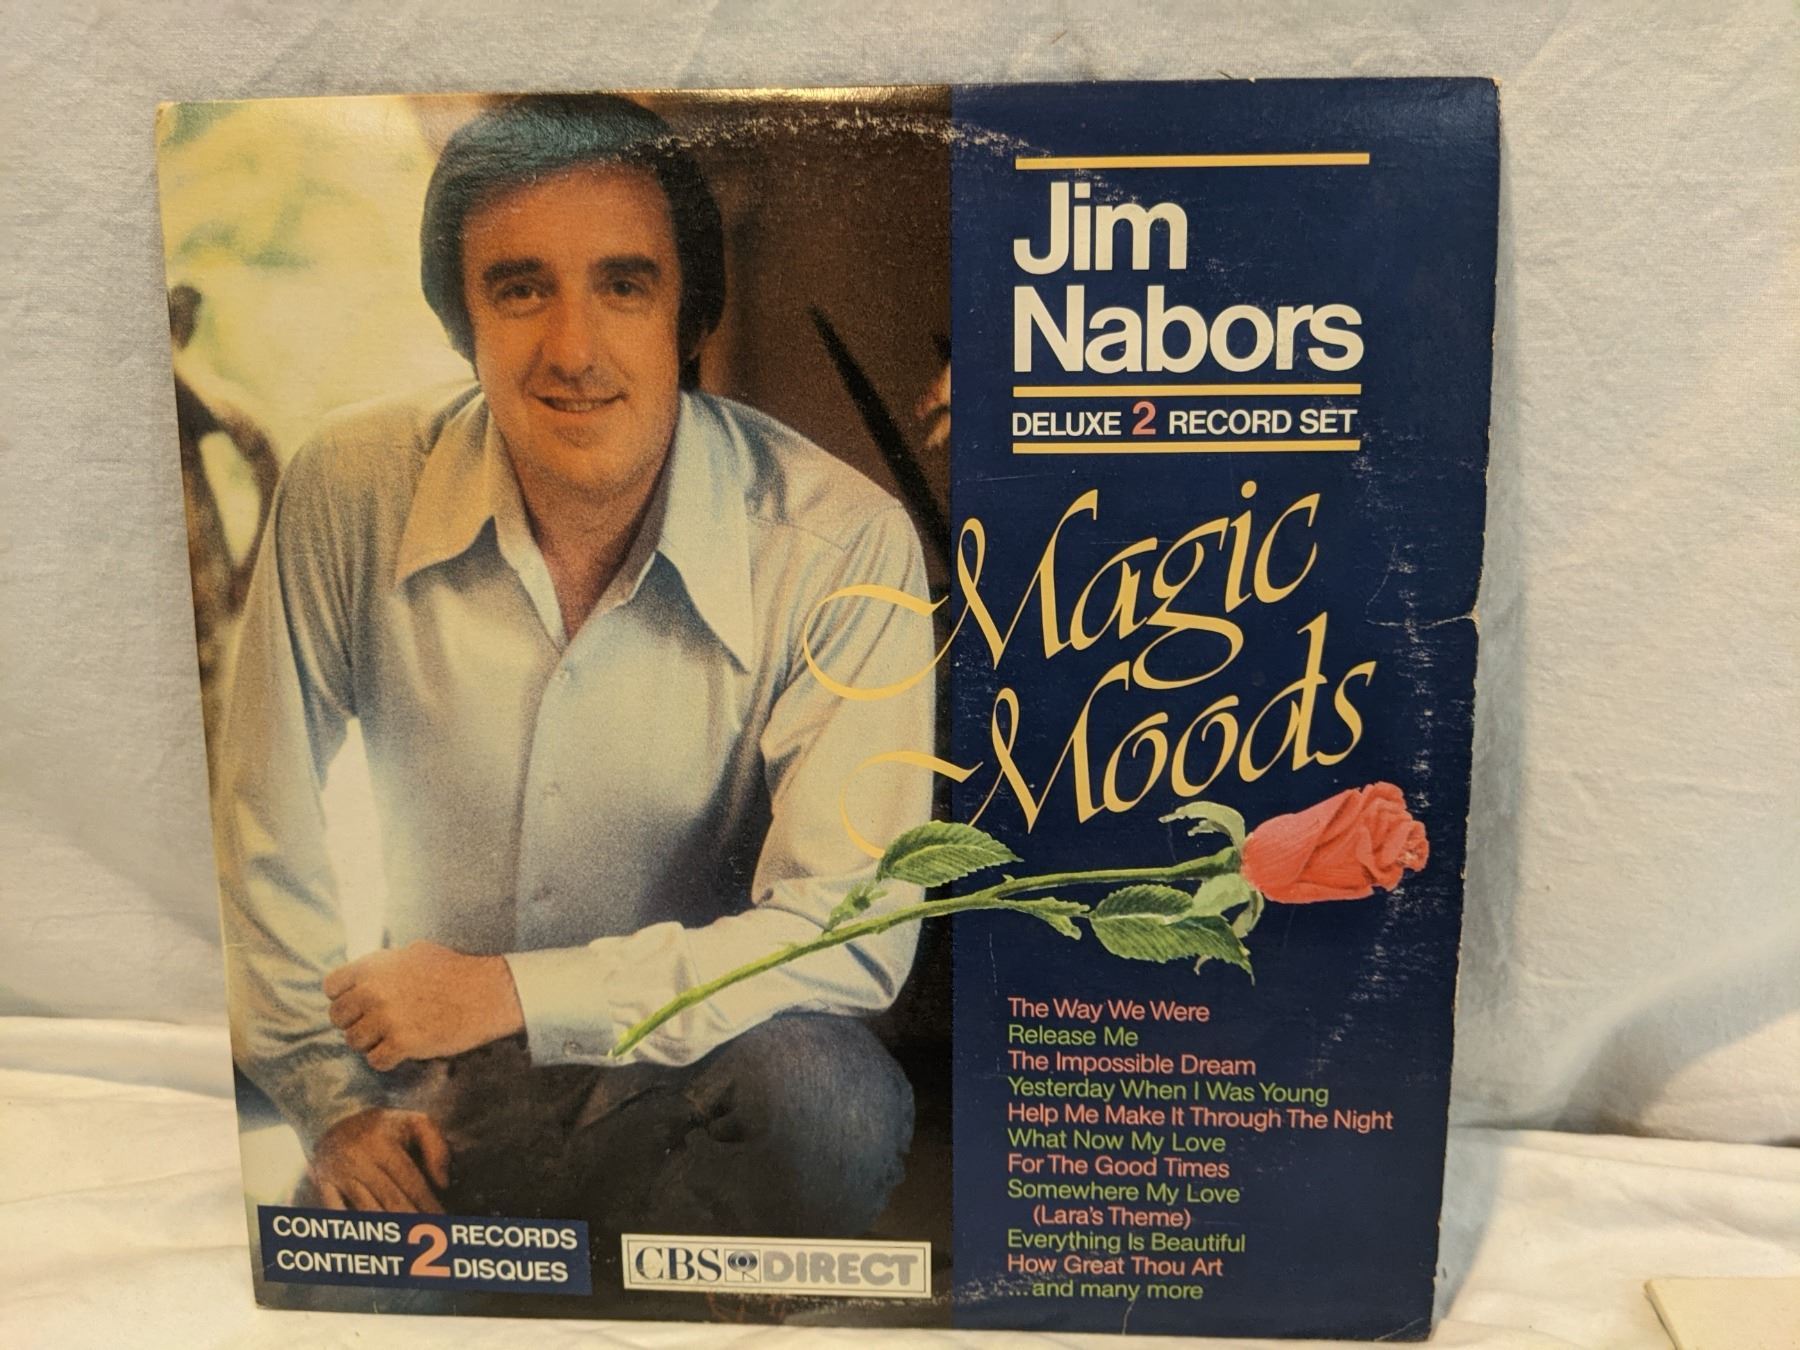 Jim
Nabors
DELUXE 2 RECORD SET
Magic
Moods
The Way We Were
Release Me
The Impossible Dream
Yesterday When I Was Young
Help Me Make It Through The Night
What Now My Love
For The Good Times
Somewhere My Love
(Lara's Theme)
Everything Is Beautiful
How Great Thou Art
...and many more
CONTAINS 2 RECORDS
CONTIENT 2 DISQUES
CBS DIRECT